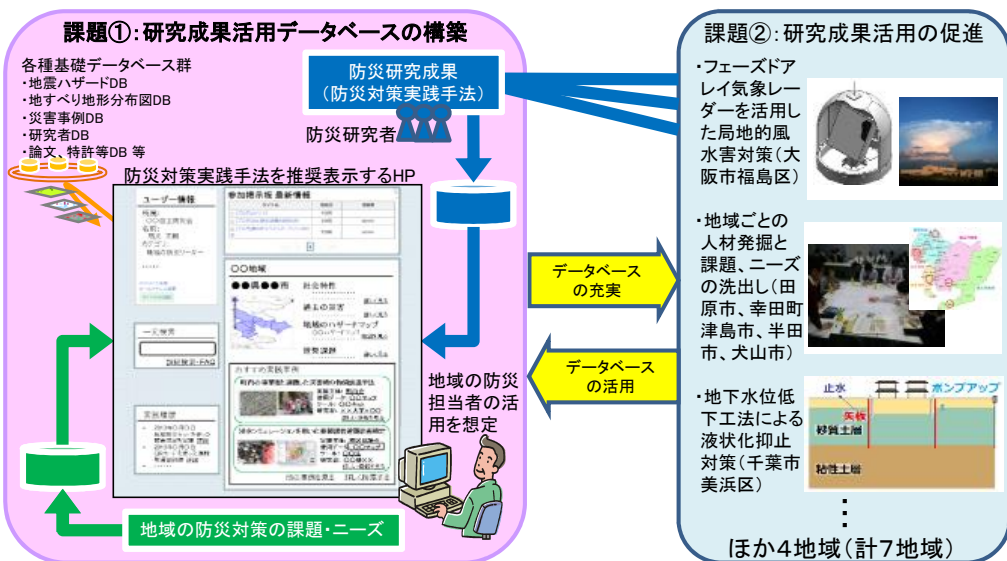 課題①:研究成果活用データベースの構築
各種基礎データベース群
・地震ハザードDB
・地すべり地形分布図DB
・災害事例DB
・研究者DB
・論文、特許等DB 等
防災研究成果
(防災対策実践手法)
防災研究者
防災対策実践手法を推奨表示するHP
ユーザー情報
参加掲示板 最新情報
〇〇地域
●●県●●市
社会特性
過去の災害
地域のハザードマップ
一元検索
おすすめ実践事例
実践履歴
地域の防災
担当者の活
用を想定
地域の防災対策の課題・ニーズ
データベース
の充実
データベース
の活用
課題②:研究成果活用の促進
・フェーズドア
レイ気象レー
ダーを活用し
た局地的風
水害対策(大
阪市福島区)
・地域ごとの
人材発掘と
課題、ニーズ
の洗出し(田
原市、幸田町
津島市、半田
市、犬山市)
・地下水位低
下工法による
液状化抑止
対策(千葉市
美浜区)
止水
ポンプアップ
矢板
砂質土層
粘性土層
ほか4地域(計7地域)